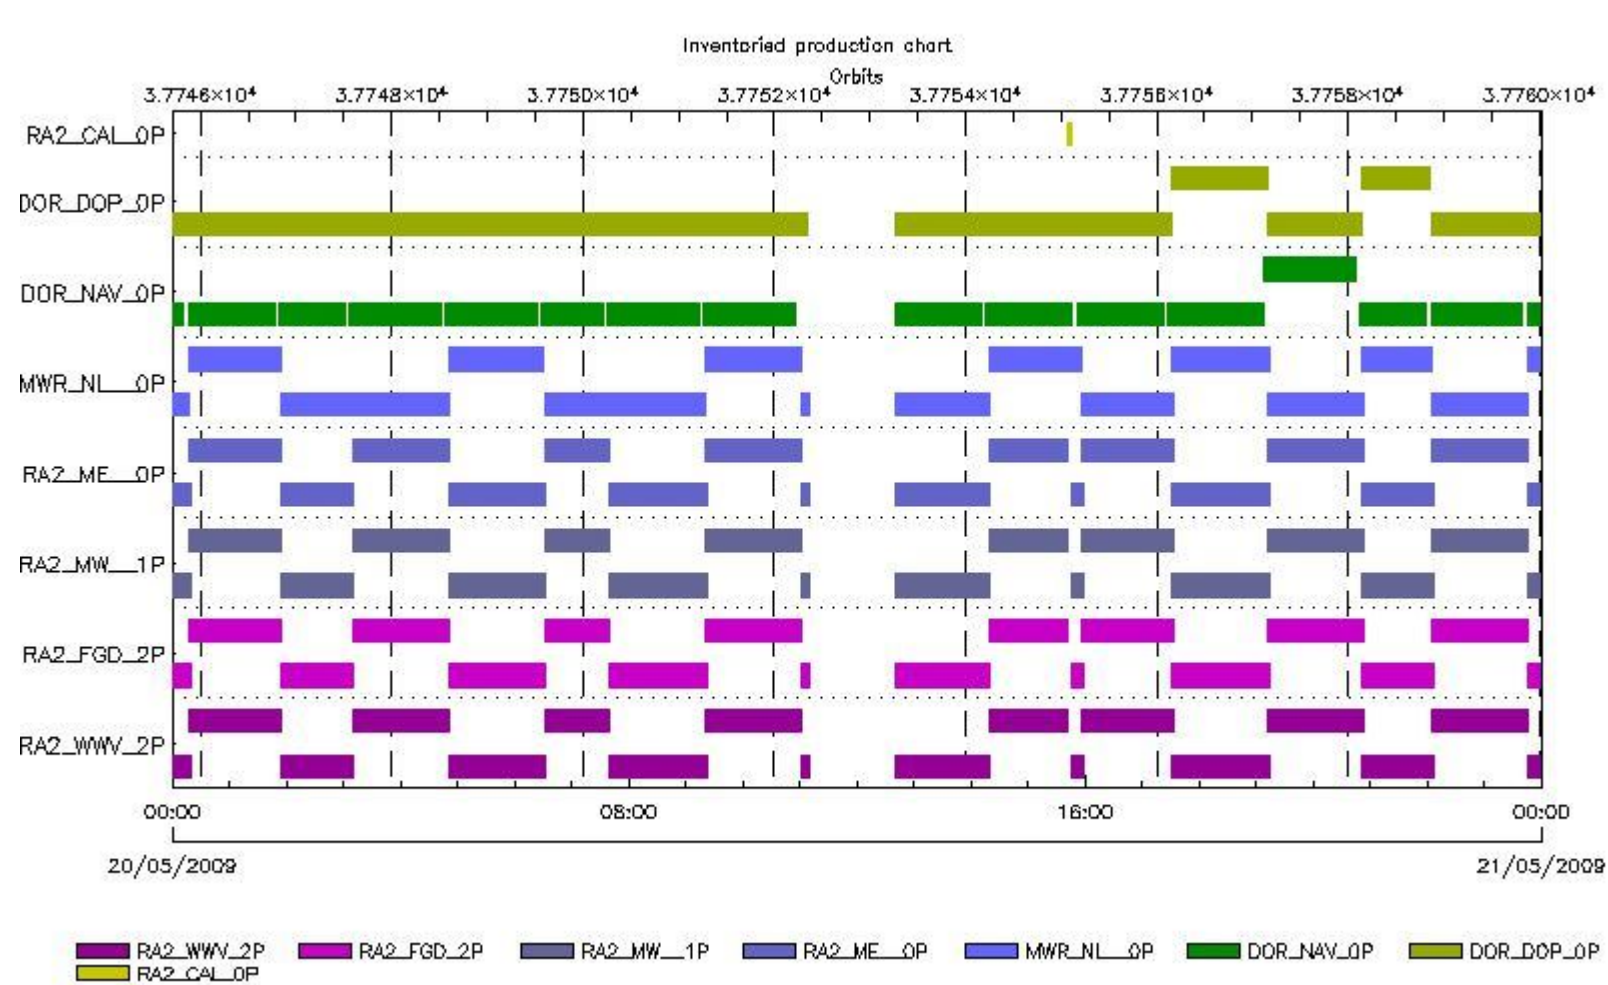 Inventoried production chart
Orbits
3.7746×10⁴ 3.7748×10⁴ 3.7750×10⁴ 3.7752×10⁴ 3.7754×10⁴ 3.7756×10⁴ 3.7758×10⁴ 3.7760×10⁴
RA2_CAL_0P
DOR_DOP_0P
DOR_NAV_0P
MWR_NL__0P
RA2_ME__0P
RA2_MW__1P
RA2_FGD_2P
RA2_WWV_2P
00:00 08:00 16:00 00:00
20/05/2009 21/05/2009
RA2_WWV_2P RA2_FGD_2P RA2_MW__1P RA2_ME__0P MWR_NL__0P DOR_NAV_0P DOR_DOP_0P
RA2_CAL_0P